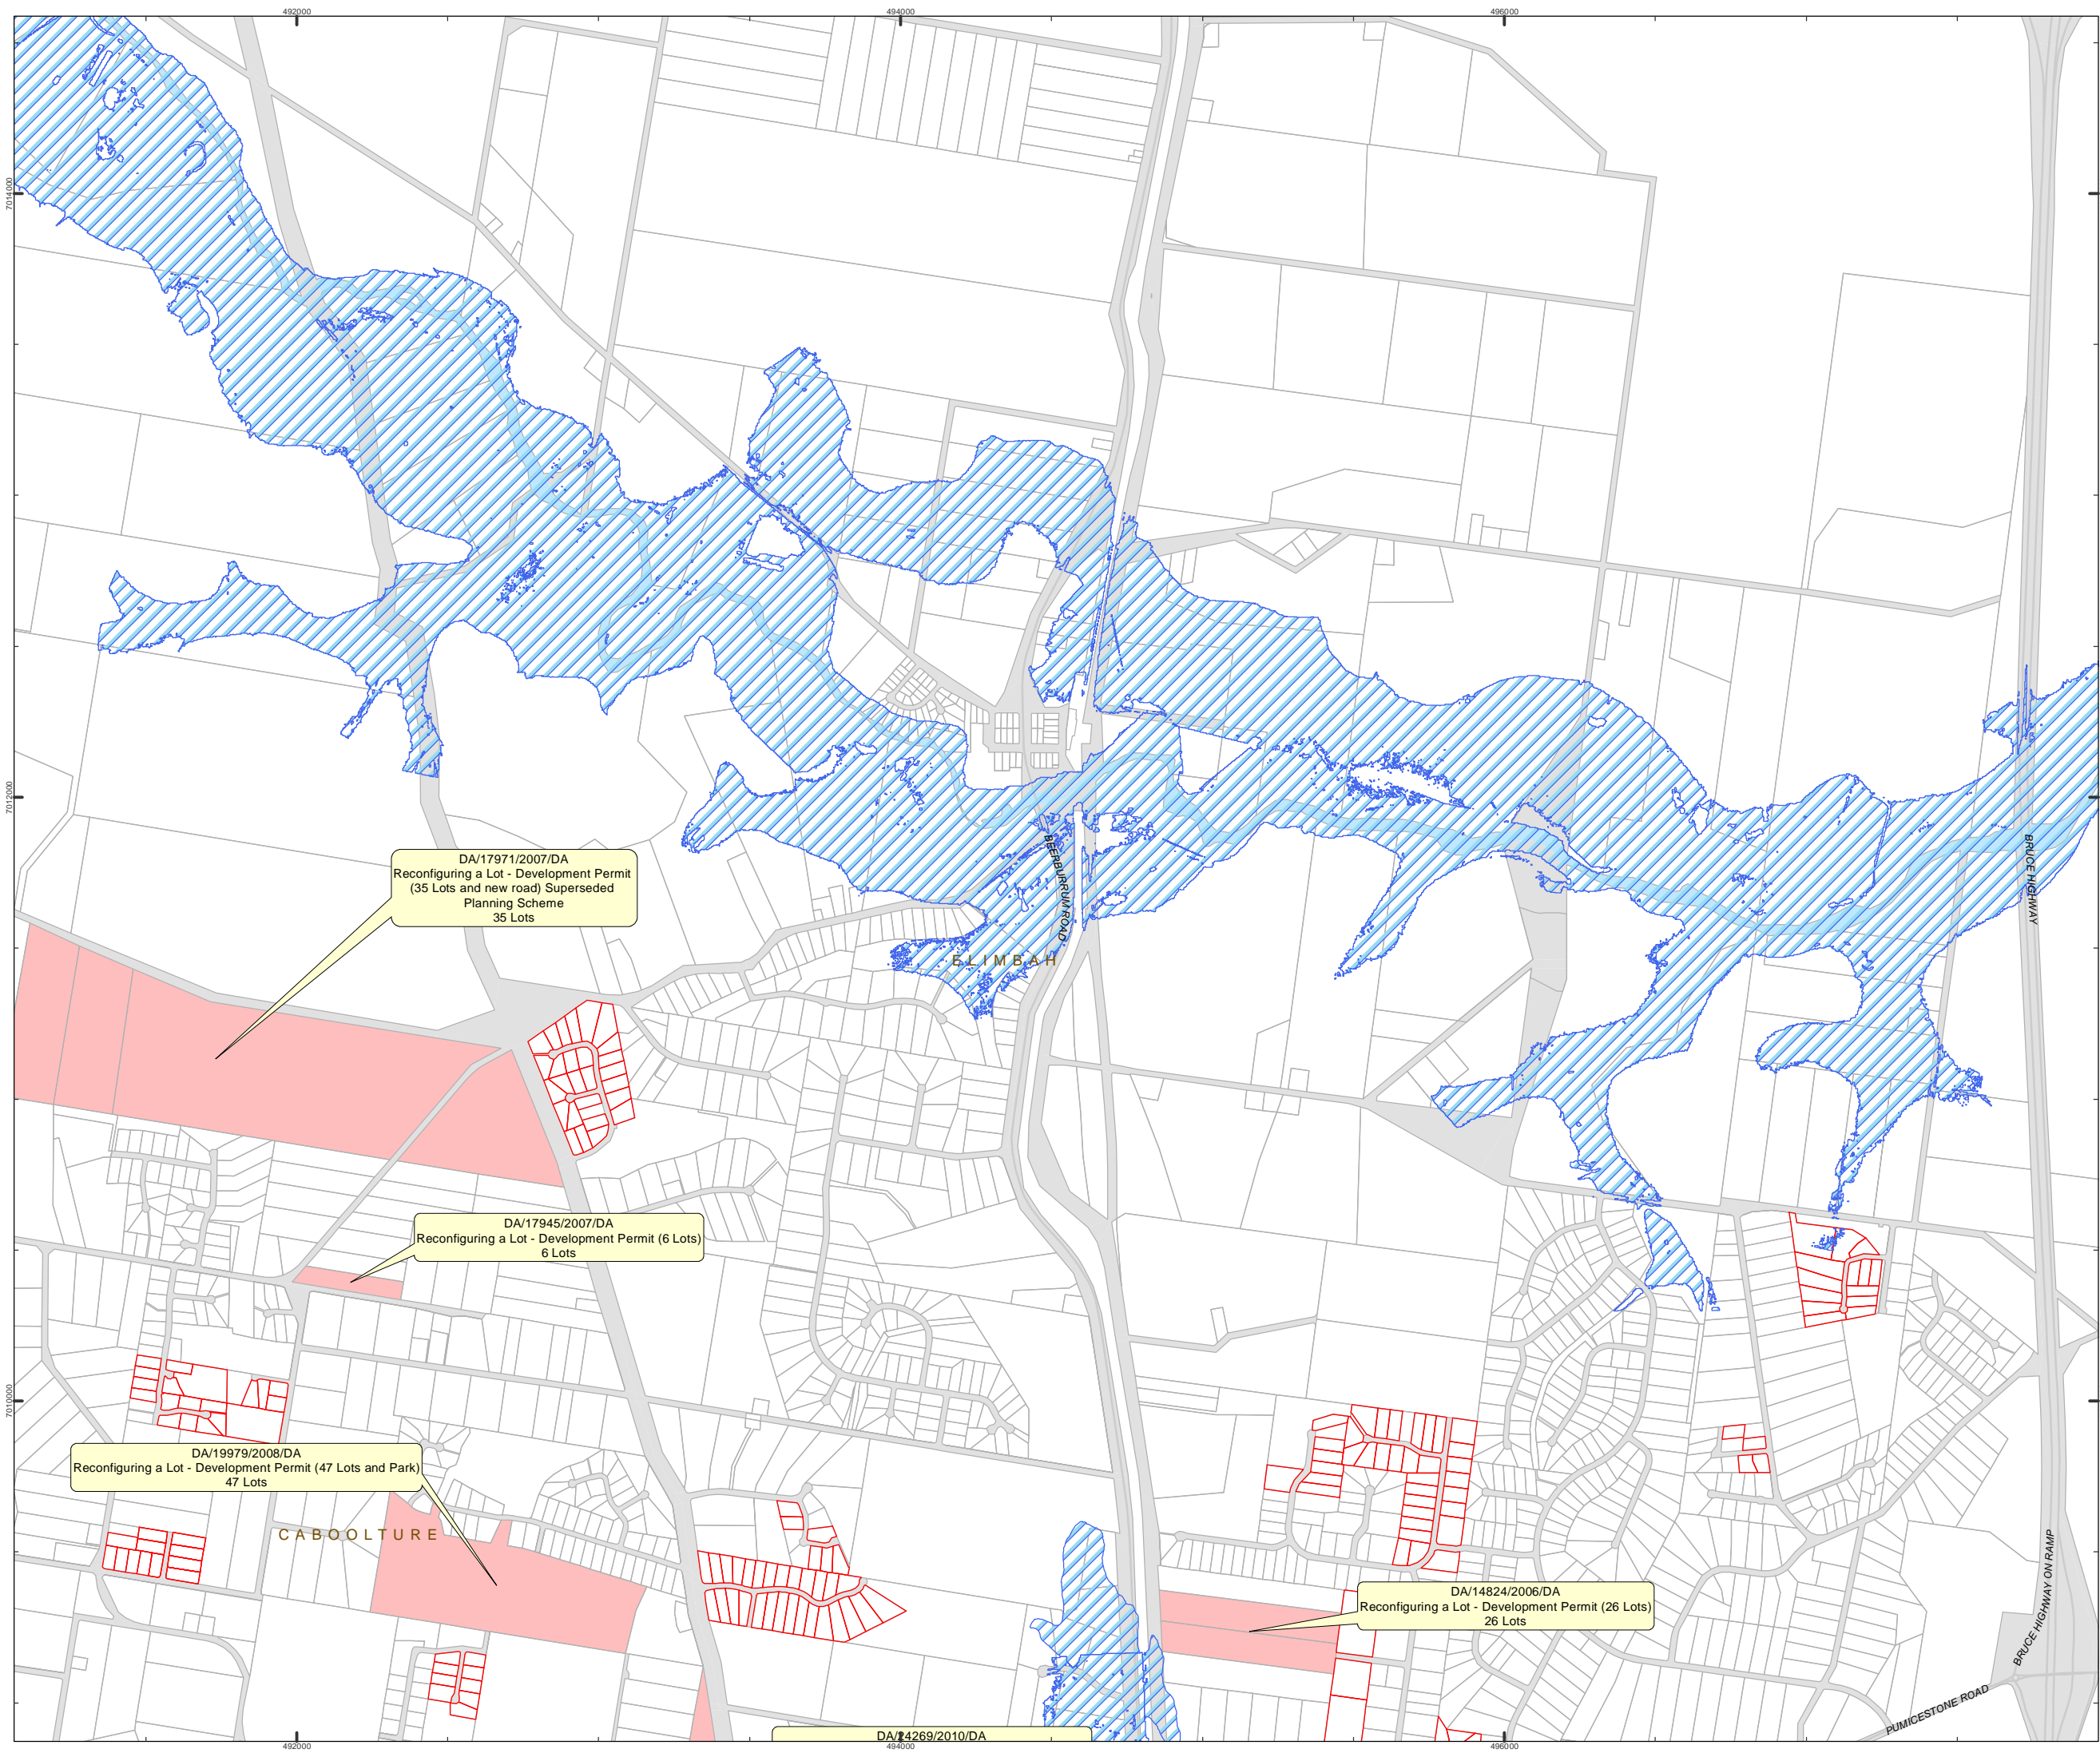 492000
494000
496000
7014000
7012000
BRUCE HIGHWAY
BEERBURRUM ROAD
DA/17971/2007/DA
Reconfiguring a Lot - Development Permit
(35 Lots and new road) Superseded
Planning Scheme
35 Lots
ELIMBAH
DA/17945/2007/DA
Reconfiguring a Lot - Development Permit (6 Lots)
6 Lots
7010000
DA/19979/2008/DA
Reconfiguring a Lot - Development Permit (47 Lots and Park)
47 Lots
CABOOLTURE
DA/14824/2006/DA
Reconfiguring a Lot - Development Permit (26 Lots)
26 Lots
BRUCE HIGHWAY ON RAMP
PUMICESTONE ROAD
DA/24269/2010/DA
492000
494000
496000